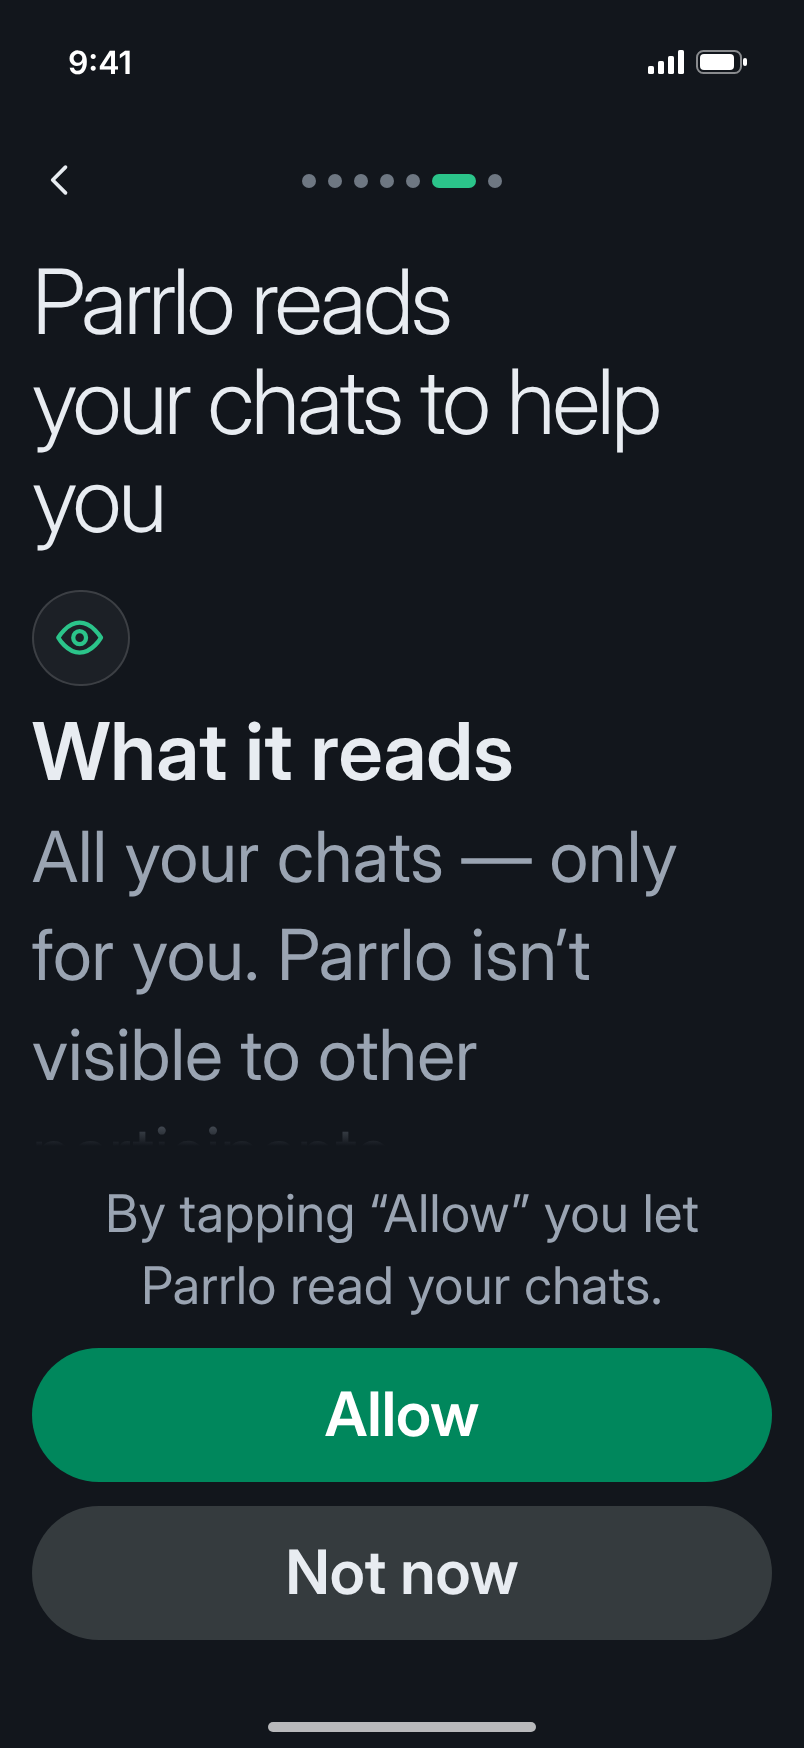 9:41
Parrlo reads
your chats to help
you
What it reads
All your chats — only
for you. Parrlo isn’t
visible to other
By tapping “Allow” you let
Parrlo read your chats.
Allow
Not now